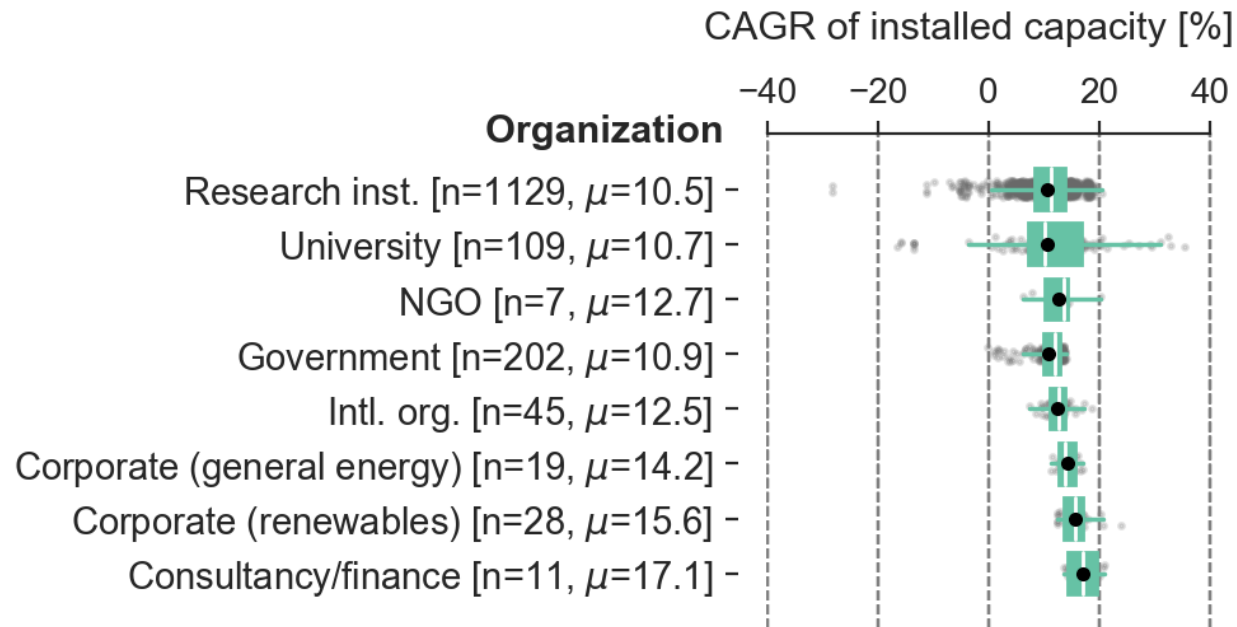 CAGR of installed capacity [%]
−40 −20 0 20 40
Organization
Research inst. [n=1129, μ=10.5]
University [n=109, μ=10.7]
NGO [n=7, μ=12.7]
Government [n=202, μ=10.9]
Intl. org. [n=45, μ=12.5]
Corporate (general energy) [n=19, μ=14.2]
Corporate (renewables) [n=28, μ=15.6]
Consultancy/finance [n=11, μ=17.1]